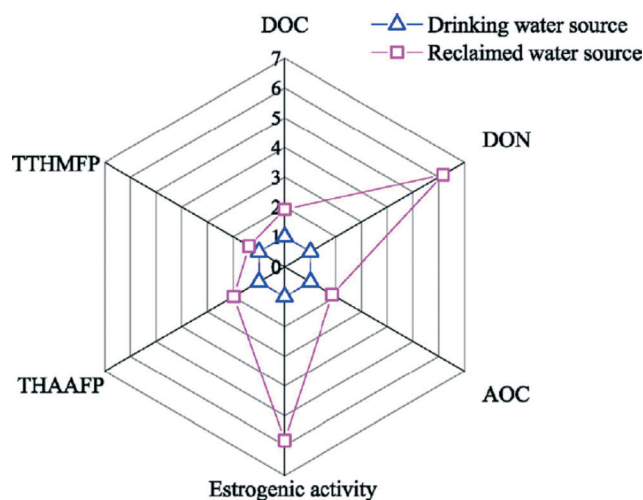 DOC
Drinking water source
Reclaimed water source
7
6
5
4
3
2
1
0
DON
TTHMFP
THAAFP
AOC
Estrogenic activity